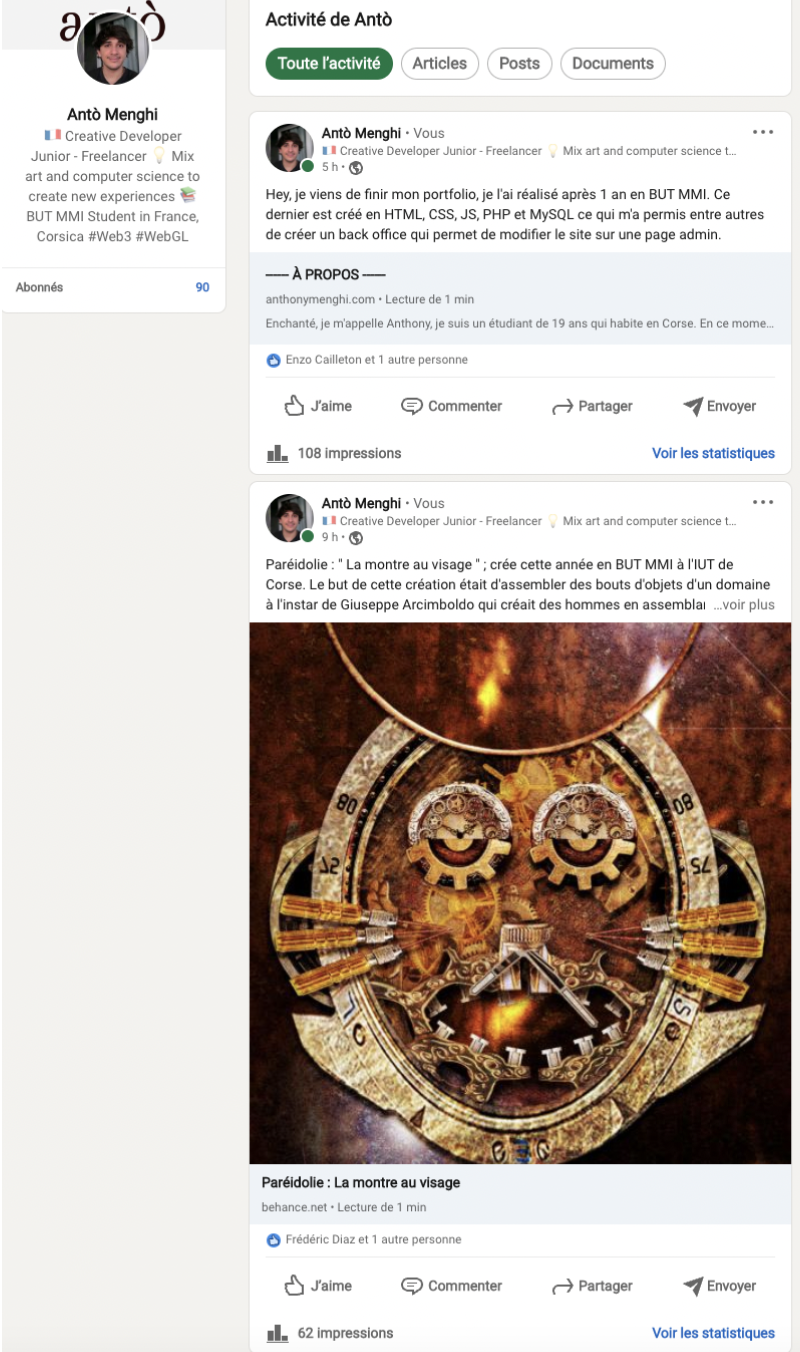 Antò Menghi
Creative Developer
Junior - Freelancer 💡 Mix
art and computer science to
create new experiences 📚
BUT MMI Student in France,
Corsica #Web3 #WebGL
Abonnés 90
Activité de Antò
Toute l'activité Articles Posts Documents
Antò Menghi • Vous
🇫🇷 Creative Developer Junior - Freelancer 💡 Mix art and computer science t...
5 h •
Hey, je viens de finir mon portfolio, je l'ai réalisé après 1 an en BUT MMI. Ce
dernier est créé en HTML, CSS, JS, PHP et MySQL ce qui m'a permis entre autres
de créer un back office qui permet de modifier le site sur une page admin.
—— À PROPOS ——
anthonymenghi.com • Lecture de 1 min
Enchanté, je m'appelle Anthony, je suis un étudiant de 19 ans qui habite en Corse. En ce mome...
Enzo Cailleton et 1 autre personne
J'aime Commenter Partager Envoyer
108 impressions Voir les statistiques
Antò Menghi • Vous
🇫🇷 Creative Developer Junior - Freelancer 💡 Mix art and computer science t...
9 h •
Paréidolie : " La montre au visage " ; crée cette année en BUT MMI à l'IUT de
Corse. Le but de cette création était d'assembler des bouts d'objets d'un domaine
à l'instar de Giuseppe Arcimboldo qui créait des hommes en assembla ...voir plus
80 08
75 75
Paréidolie : La montre au visage
behance.net • Lecture de 1 min
Frédéric Diaz et 1 autre personne
J'aime Commenter Partager Envoyer
62 impressions Voir les statistiques